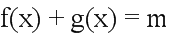 f(x) + g(x) = m